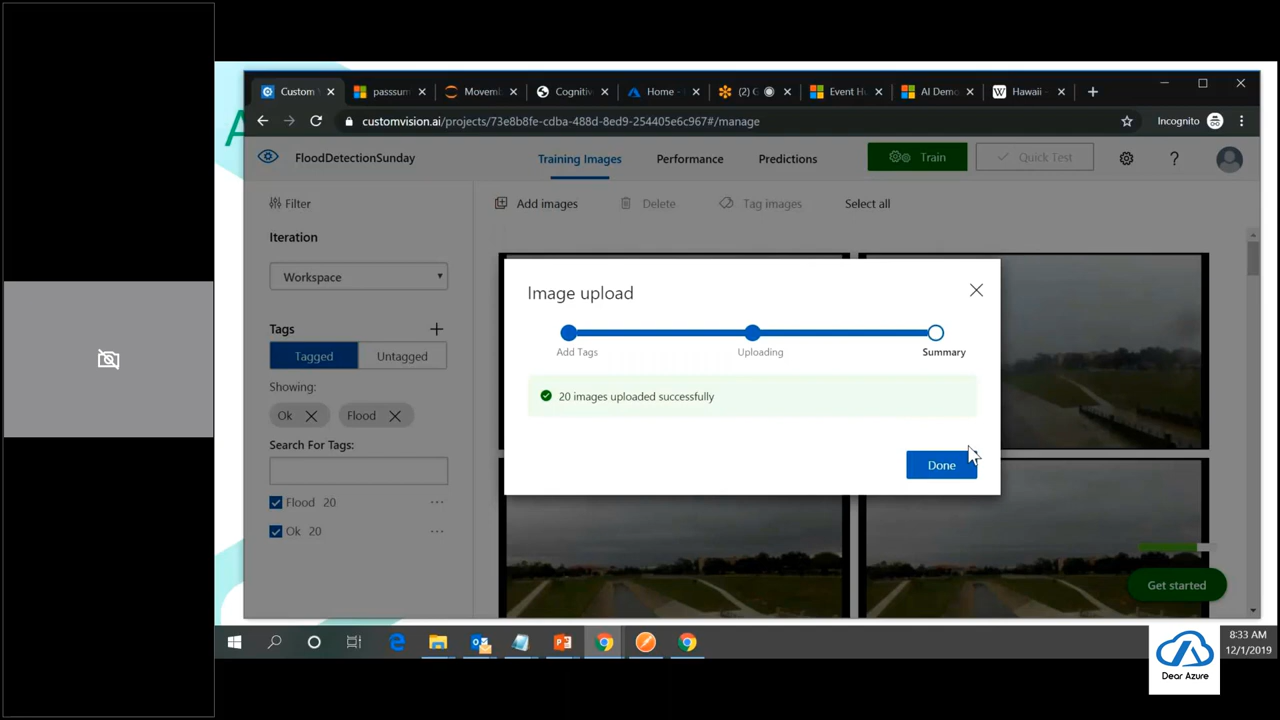 Custom
passsum
Movemb
Cognitiv
Home -
(2) G
Event H
AI Demo
Hawaii -
customvision.ai/projects/73e8b8fe-cdba-488d-8ed9-254405e6c967#/manage
Incognito
FloodDetectionSunday
Training Images
Performance
Predictions
Train
Quick Test
?
Filter
Add images
Delete
Tag images
Select all
Iteration
Workspace
Tags
Tagged
Untagged
Showing:
Ok
Flood
Search For Tags:
Flood 20
Ok 20
Image upload
Add Tags
Uploading
Summary
20 images uploaded successfully
Done
Get started
8:33 AM
12/1/2019
Dear Azure